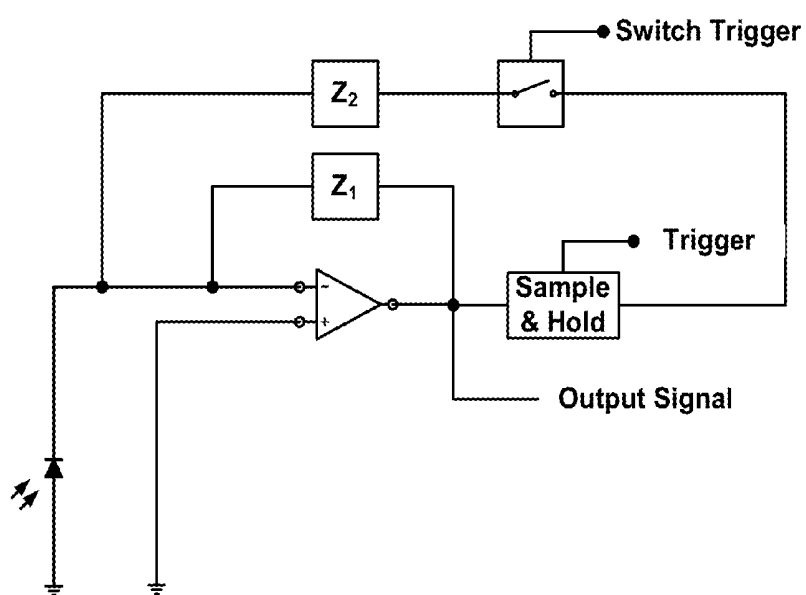 Switch Trigger
Z₂
Z₁
Trigger
Sample
& Hold
-
+
Output Signal